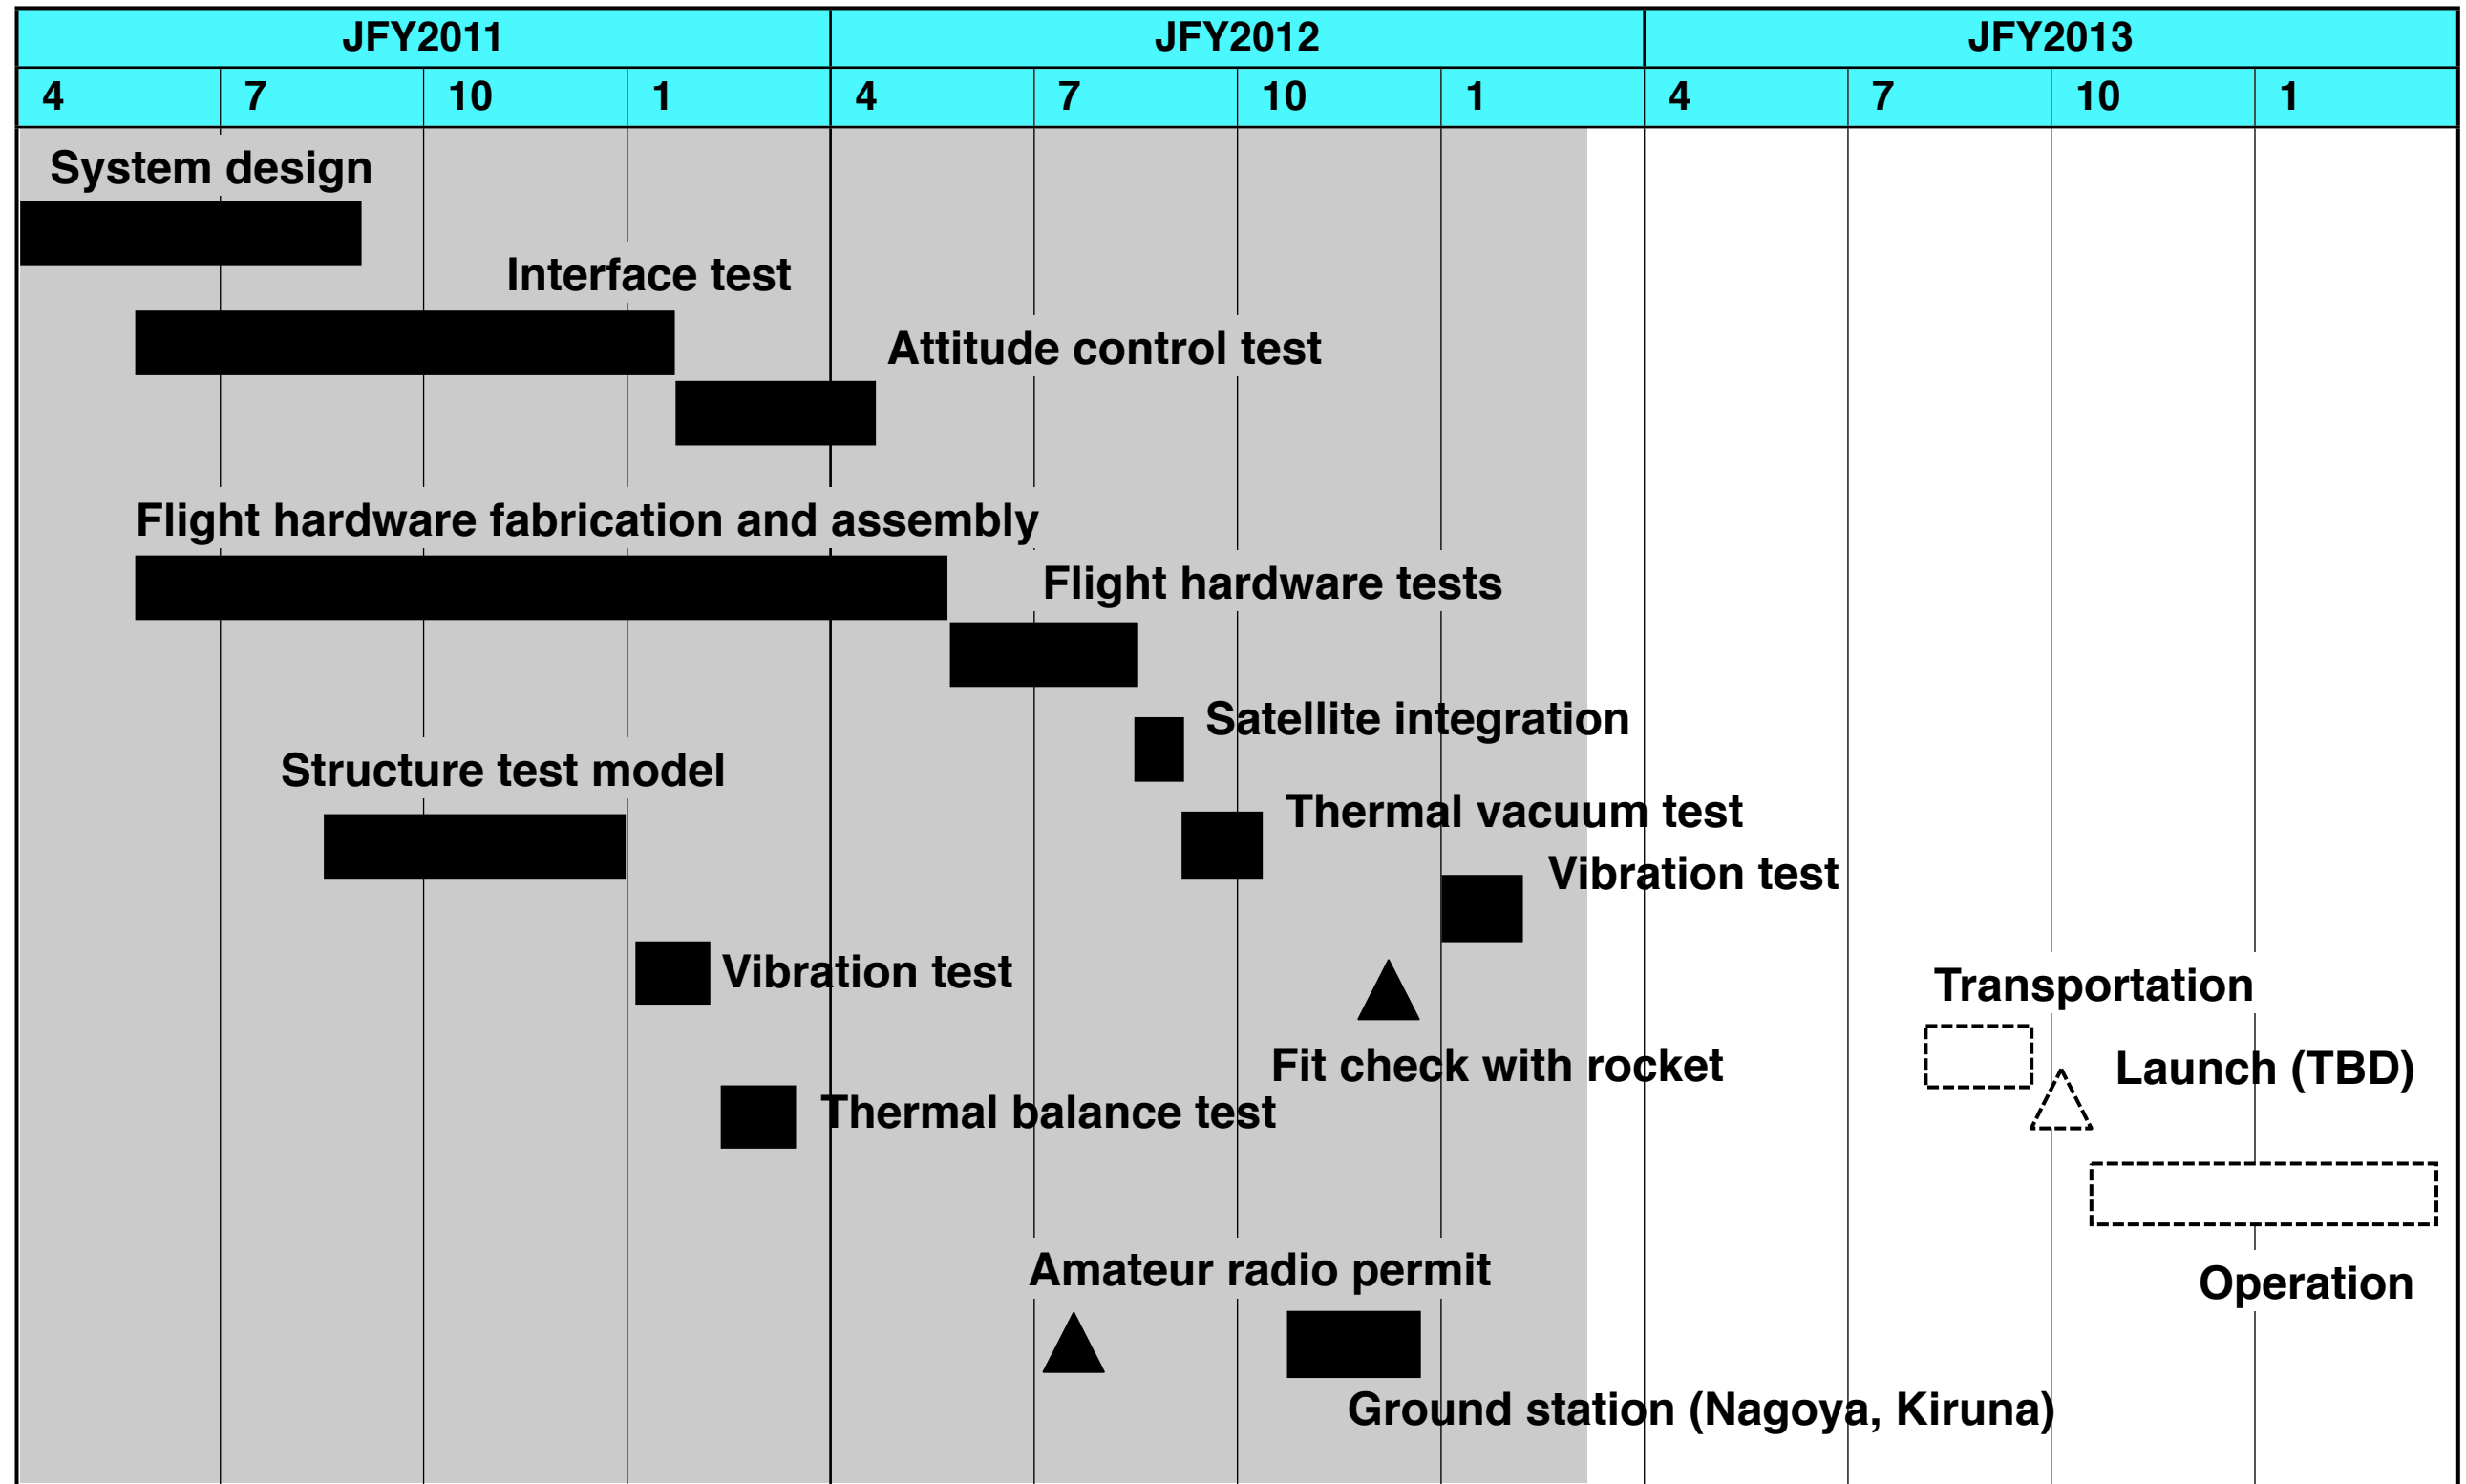 JFY2011 JFY2012 JFY2013
4 7 10 1 4 7 10 1 4 7 10 1
System design
Interface test
Attitude control test
Flight hardware fabrication and assembly
Flight hardware tests
Satellite integration
Structure test model
Thermal vacuum test
Vibration test
Vibration test
Transportation
Fit check with rocket
Launch (TBD)
Thermal balance test
Amateur radio permit
Operation
Ground station (Nagoya, Kiruna)